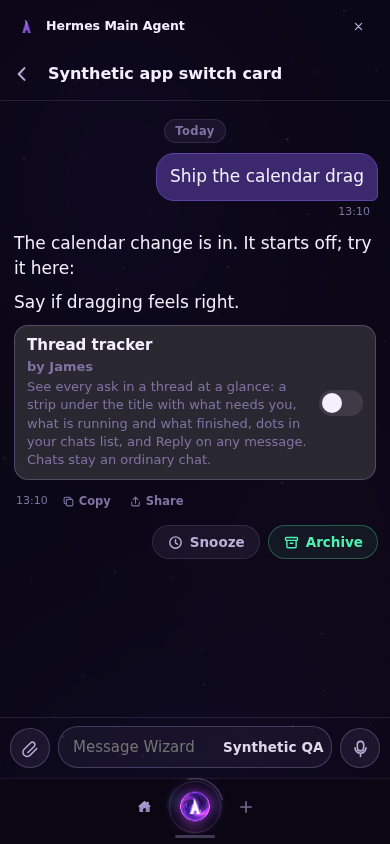 Hermes Main Agent
Synthetic app switch card
Today
Ship the calendar drag
13:10
The calendar change is in. It starts off; try
it here:
Say if dragging feels right.
Thread tracker
by James
See every ask in a thread at a glance: a
strip under the title with what needs you,
what is running and what finished, dots in
your chats list, and Reply on any message.
Chats stay an ordinary chat.
13:10 Copy Share
Snooze Archive
Message Wizard Synthetic QA